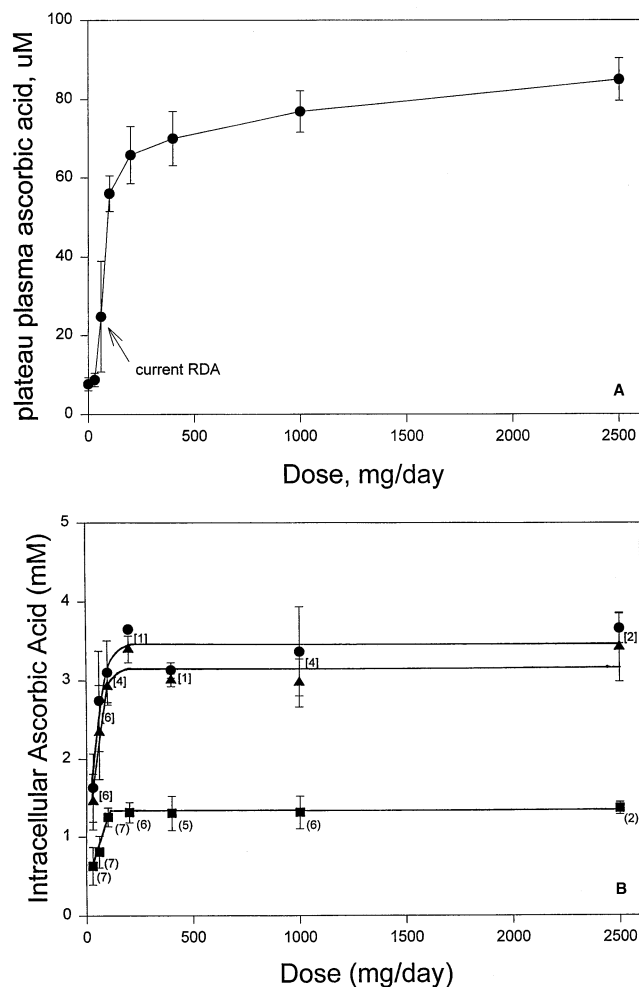 plateau plasma ascorbic acid, uM
100
80
60
40
20
0
current RDA
A
0 500 1000 1500 2000 2500
Dose, mg/day
Intracellular Ascorbic Acid (mM)
5
4
3
2
1
0
[1]
[2]
[4]
[4]
[1]
[6]
[6]
(7) (6) (5) (6) (2)
(7)
(7)
B
0 500 1000 1500 2000 2500
Dose (mg/day)